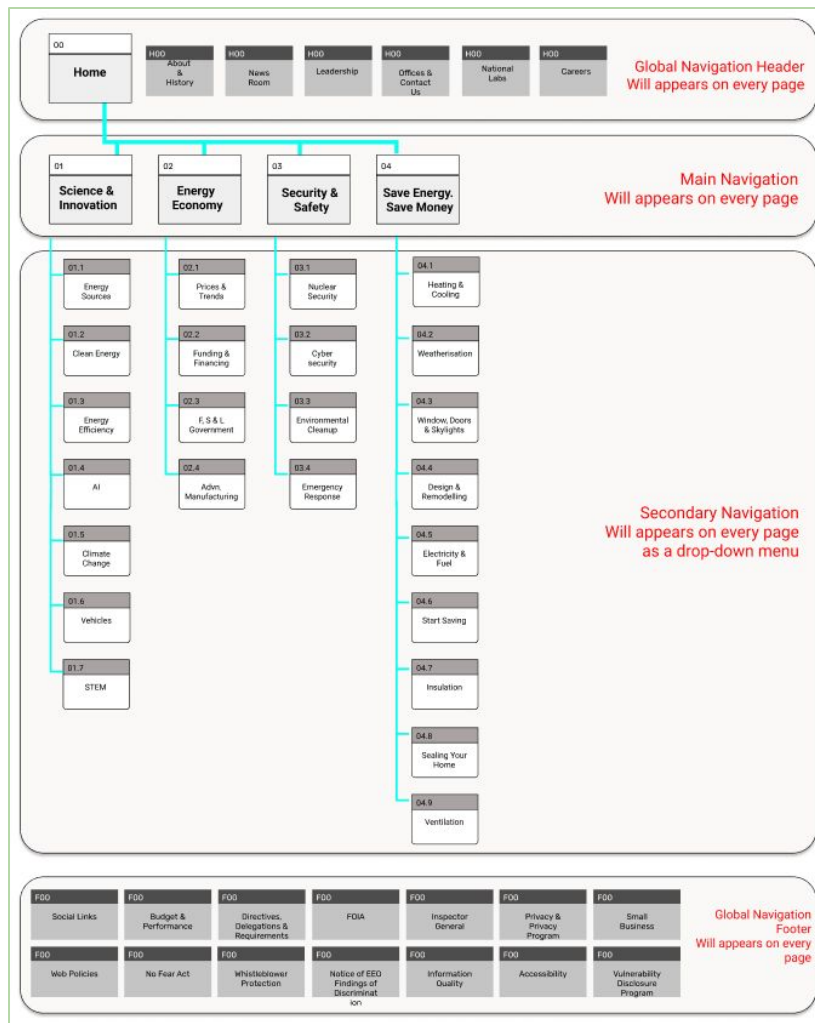 00
Home
H00
About
&
History
H00
News
Room
H00
Leadership
H00
Offices &
Contact
Us
H00
National
Labs
H00
Careers
Global Navigation Header
Will appears on every page
01
Science &
Innovation
02
Energy
Economy
03
Security &
Safety
04
Save Energy.
Save Money
Main Navigation
Will appears on every page
01.1
Energy
Sources
01.2
Clean Energy
01.3
Energy
Efficiency
01.4
AI
01.5
Climate
Change
01.6
Vehicles
01.7
STEM
02.1
Prices &
Trends
02.2
Funding &
Financing
02.3
F, S & L
Government
02.4
Advn.
Manufacturing
03.1
Nuclear
Security
03.2
Cyber
security
03.3
Environmental
Cleanup
03.4
Emergency
Response
04.1
Heating &
Cooling
04.2
Weatherisation
04.3
Window, Doors
& Skylights
04.4
Design &
Remodelling
04.5
Electricity &
Fuel
04.6
Start Saving
04.7
Insulation
04.8
Sealing Your
Home
04.9
Ventilation
Secondary Navigation
Will appears on every page
as a drop-down menu
F00
Social Links
F00
Budget &
Performance
F00
Directives,
Delegations &
Requirements
F00
FOIA
F00
Inspector
General
F00
Privacy &
Privacy
Program
F00
Small
Business
F00
Web Policies
F00
No Fear Act
F00
Whistleblower
Protection
F00
Notice of EEO
Findings of
Discriminat
ion
F00
Information
Quality
F00
Accessibility
F00
Vulnerability
Disclosure
Program
Global Navigation
Footer
Will appears on every
page